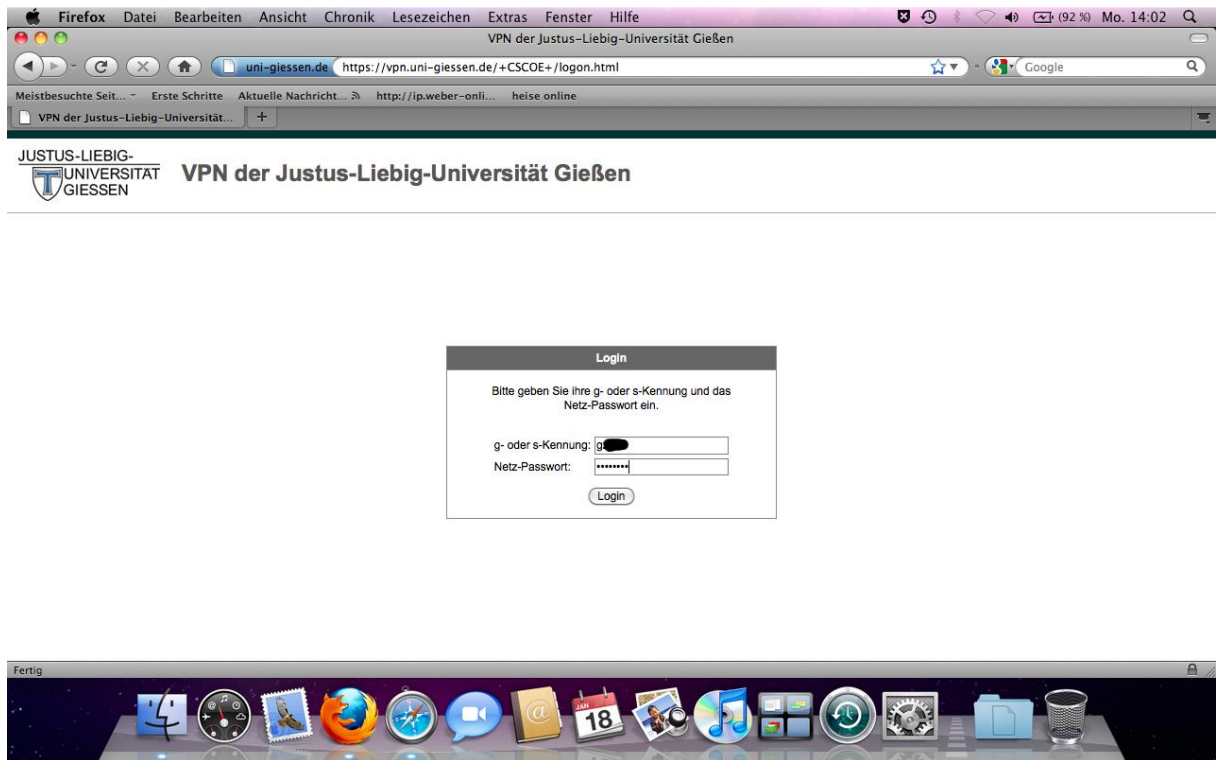 Firefox Datei Bearbeiten Ansicht Chronik Lesezeichen Extras Fenster Hilfe (92 %) Mo. 14:02
VPN der Justus-Liebig-Universität Gießen
uni-giessen.de https://vpn.uni-giessen.de/+CSCOE+/logon.html Google
Meistbesuchte Seit... Erste Schritte Aktuelle Nachricht... http://ip.weber-onli... heise online
VPN der Justus-Liebig-Universität... +
JUSTUS-LIEBIG-
UNIVERSITÄT
GIESSEN
VPN der Justus-Liebig-Universität Gießen
Login
Bitte geben Sie ihre g- oder s-Kennung und das
Netz-Passwort ein.
g- oder s-Kennung: g
Netz-Passwort: ••••••••
Login
Fertig
JAN
18